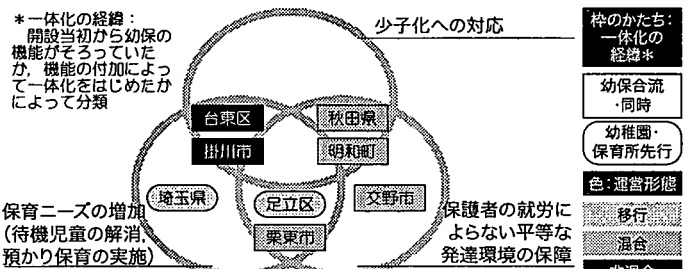 *一体化の経緯:
開設当初から幼保の
機能がそろっていた
か,機能の付加によっ
て一体化をはじめたか
によって分類
少子化への対応
台東区
秋田県
掛川市
明和町
埼玉県
足立区
交野市
栗東市
保育ニーズの増加
(待機児童の解消,
預かり保育の実施)
保護者の就労に
よらない平等な
発達環境の保障
枠のかたち:
一体化の
経緯*
幼保合流
・同時
幼稚園・
保育所先行
色:運営形態
移行
混合